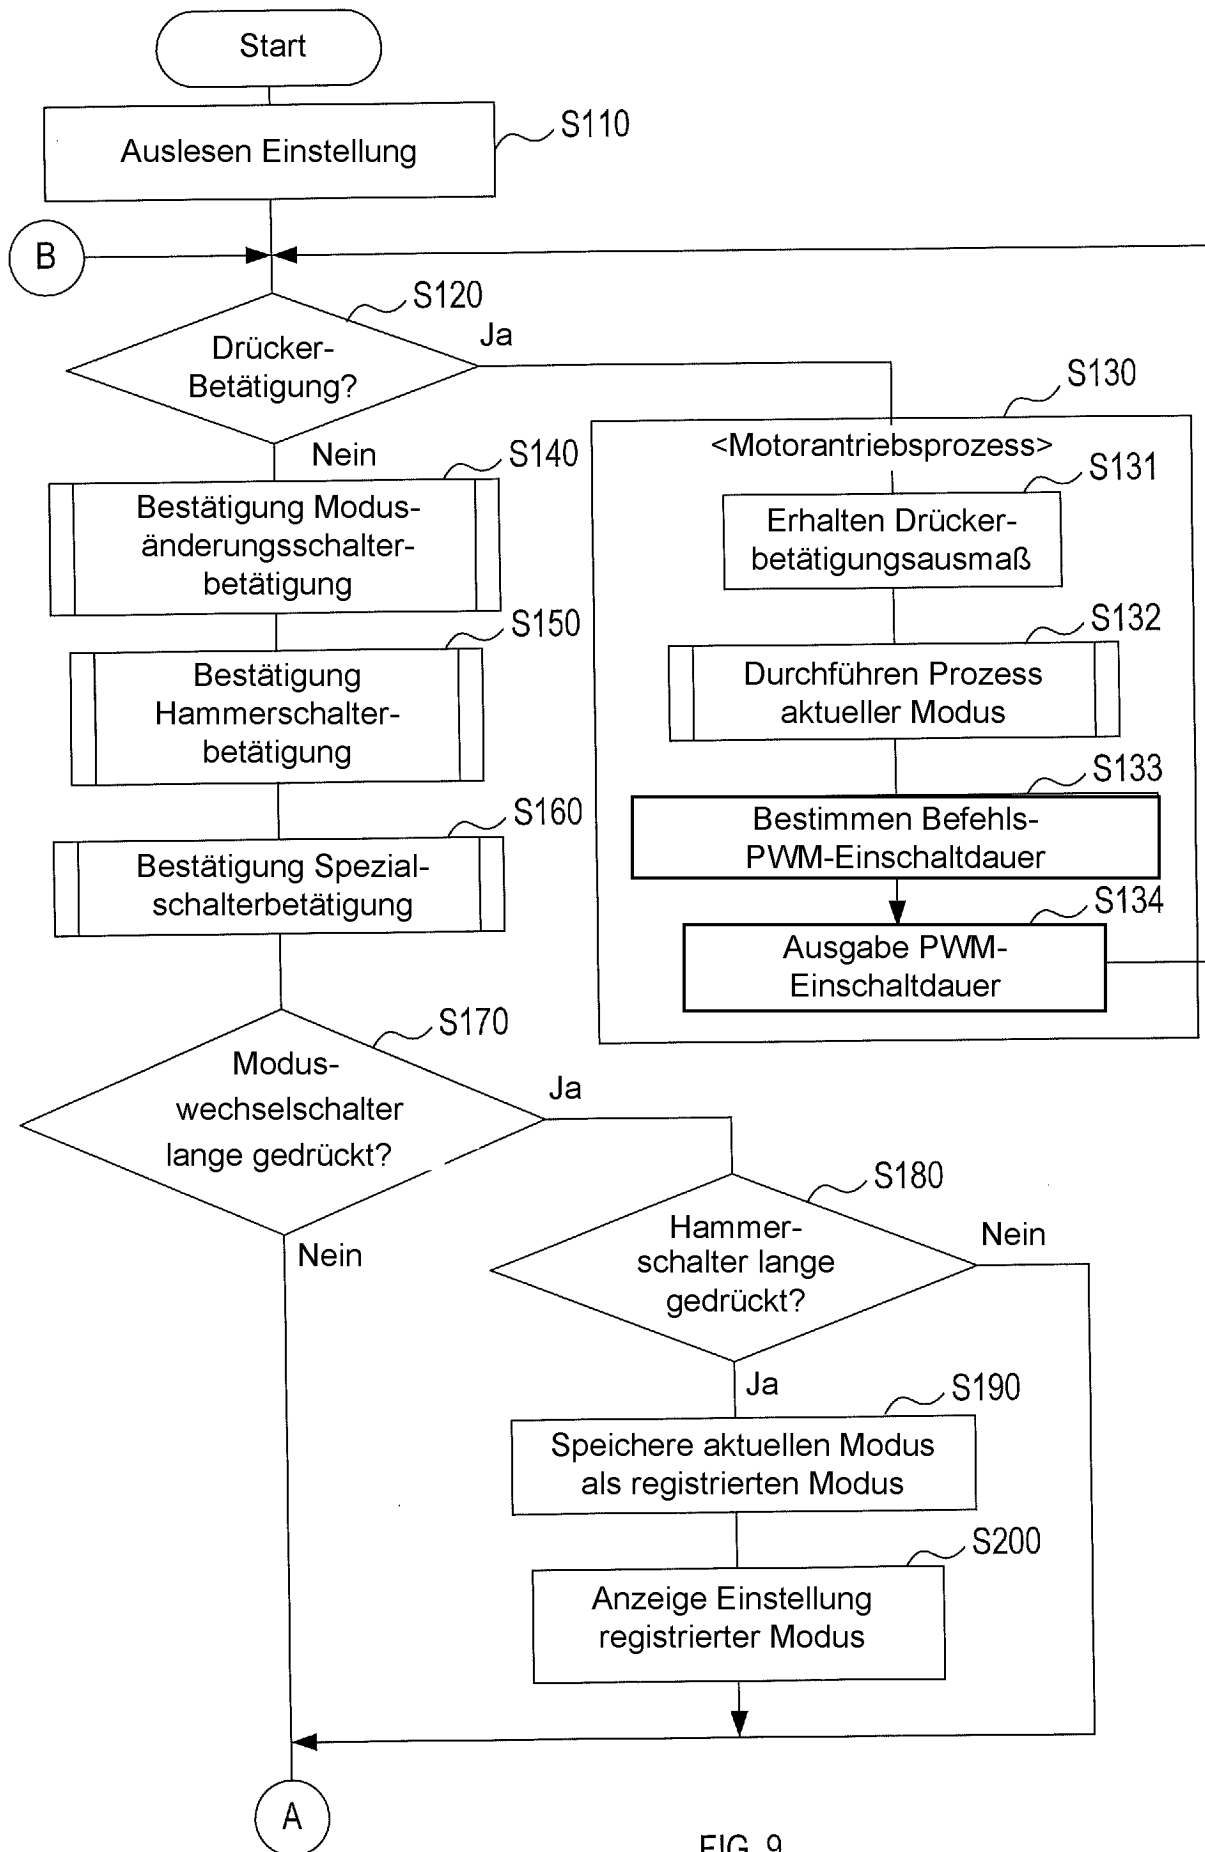 Start
Auslesen Einstellung
S110
B
S120
Drücker-
Betätigung?
Ja
Nein
S130
<Motorantriebsprozess>
S131
Erhalten Drücker-
betätigungsausmaß
S132
Durchführen Prozess
aktueller Modus
S133
Bestimmen Befehls-
PWM-Einschaltdauer
S134
Ausgabe PWM-
Einschaltdauer
S140
Bestätigung Modus-
änderungsschalter-
betätigung
S150
Bestätigung
Hammerschalter-
betätigung
S160
Bestätigung Spezial-
schalterbetätigung
S170
Modus-
wechselschalter
lange gedrückt?
Ja
Nein
S180
Hammer-
schalter lange
gedrückt?
Nein
Ja
S190
Speichere aktuellen Modus
als registrierten Modus
S200
Anzeige Einstellung
registrierter Modus
A
FIG. 9